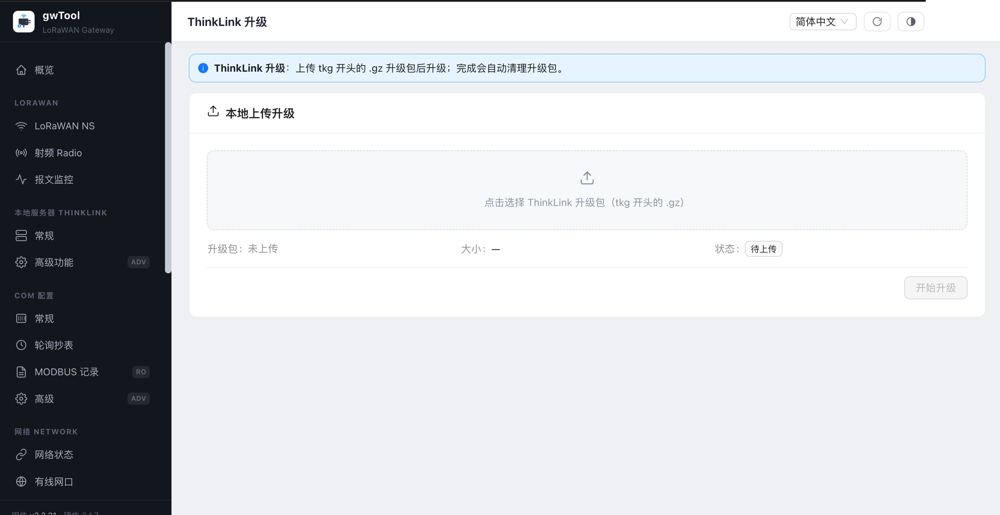 gwTool
LoRaWAN Gateway
概览
LORAWAN
LoRaWAN NS
射频 Radio
报文监控
本地服务器 THINKLINK
常规
高级功能 ADV
COM 配置
常规
轮询抄表
MODBUS 记录 RO
高级 ADV
网络 NETWORK
网络状态
有线网口
ThinkLink 升级
简体中文
ThinkLink 升级：上传 tkg 开头的 .gz 升级包后升级；完成会自动清理升级包。
本地上传升级
点击选择 ThinkLink 升级包（tkg 开头的 .gz）
升级包：未上传 大小：— 状态：待上传
开始升级